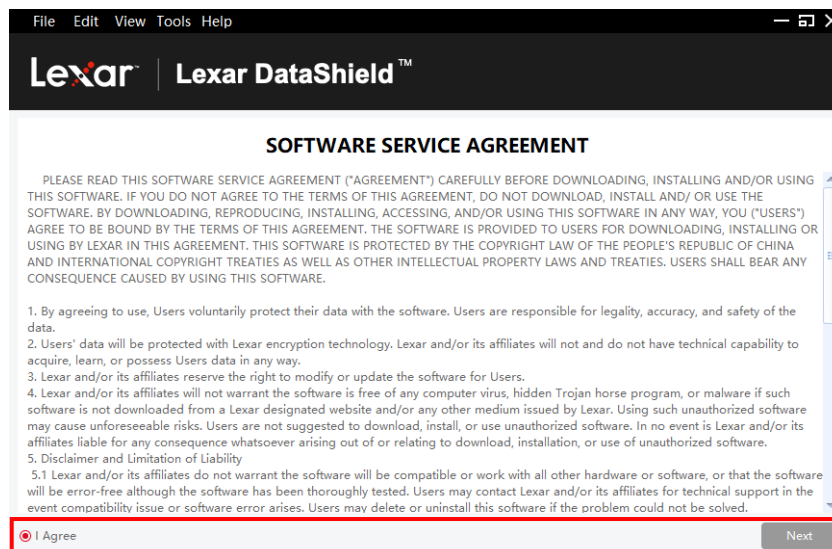 File Edit View Tools Help
Lexar™ Lexar DataShield™
SOFTWARE SERVICE AGREEMENT
PLEASE READ THIS SOFTWARE SERVICE AGREEMENT ("AGREEMENT") CAREFULLY BEFORE DOWNLOADING, INSTALLING AND/OR USING
THIS SOFTWARE. IF YOU DO NOT AGREE TO THE TERMS OF THIS AGREEMENT, DO NOT DOWNLOAD, INSTALL AND/ OR USE THE
SOFTWARE. BY DOWNLOADING, REPRODUCING, INSTALLING, ACCESSING, AND/OR USING THIS SOFTWARE IN ANY WAY, YOU ("USERS")
AGREE TO BE BOUND BY THE TERMS OF THIS AGREEMENT. THE SOFTWARE IS PROVIDED TO USERS FOR DOWNLOADING, INSTALLING OR
USING BY LEXAR IN THIS AGREEMENT. THIS SOFTWARE IS PROTECTED BY THE COPYRIGHT LAW OF THE PEOPLE'S REPUBLIC OF CHINA
AND INTERNATIONAL COPYRIGHT TREATIES AS WELL AS OTHER INTELLECTUAL PROPERTY LAWS AND TREATIES. USERS SHALL BEAR ANY
CONSEQUENCE CAUSED BY USING THIS SOFTWARE.
1. By agreeing to use, Users voluntarily protect their data with the software. Users are responsible for legality, accuracy, and safety of the
data.
2. Users' data will be protected with Lexar encryption technology. Lexar and/or its affiliates will not and do not have technical capability to
acquire, learn, or possess Users data in any way.
3. Lexar and/or its affiliates reserve the right to modify or update the software for Users.
4. Lexar and/or its affiliates will not warrant the software is free of any computer virus, hidden Trojan horse program, or malware if such
software is not downloaded from a Lexar designated website and/or any other medium issued by Lexar. Using such unauthorized software
may cause unforeseeable risks. Users are not suggested to download, install, or use unauthorized software. In no event is Lexar and/or its
affiliates liable for any consequence whatsoever arising out of or relating to download, installation, or use of unauthorized software.
5. Disclaimer and Limitation of Liability
5.1 Lexar and/or its affiliates do not warrant the software will be compatible or work with all other hardware or software, or that the software
will be error-free although the software has been thoroughly tested. Users may contact Lexar and/or its affiliates for technical support in the
event compatibility issue or software error arises. Users may delete or uninstall this software if the problem could not be solved.
I Agree Next